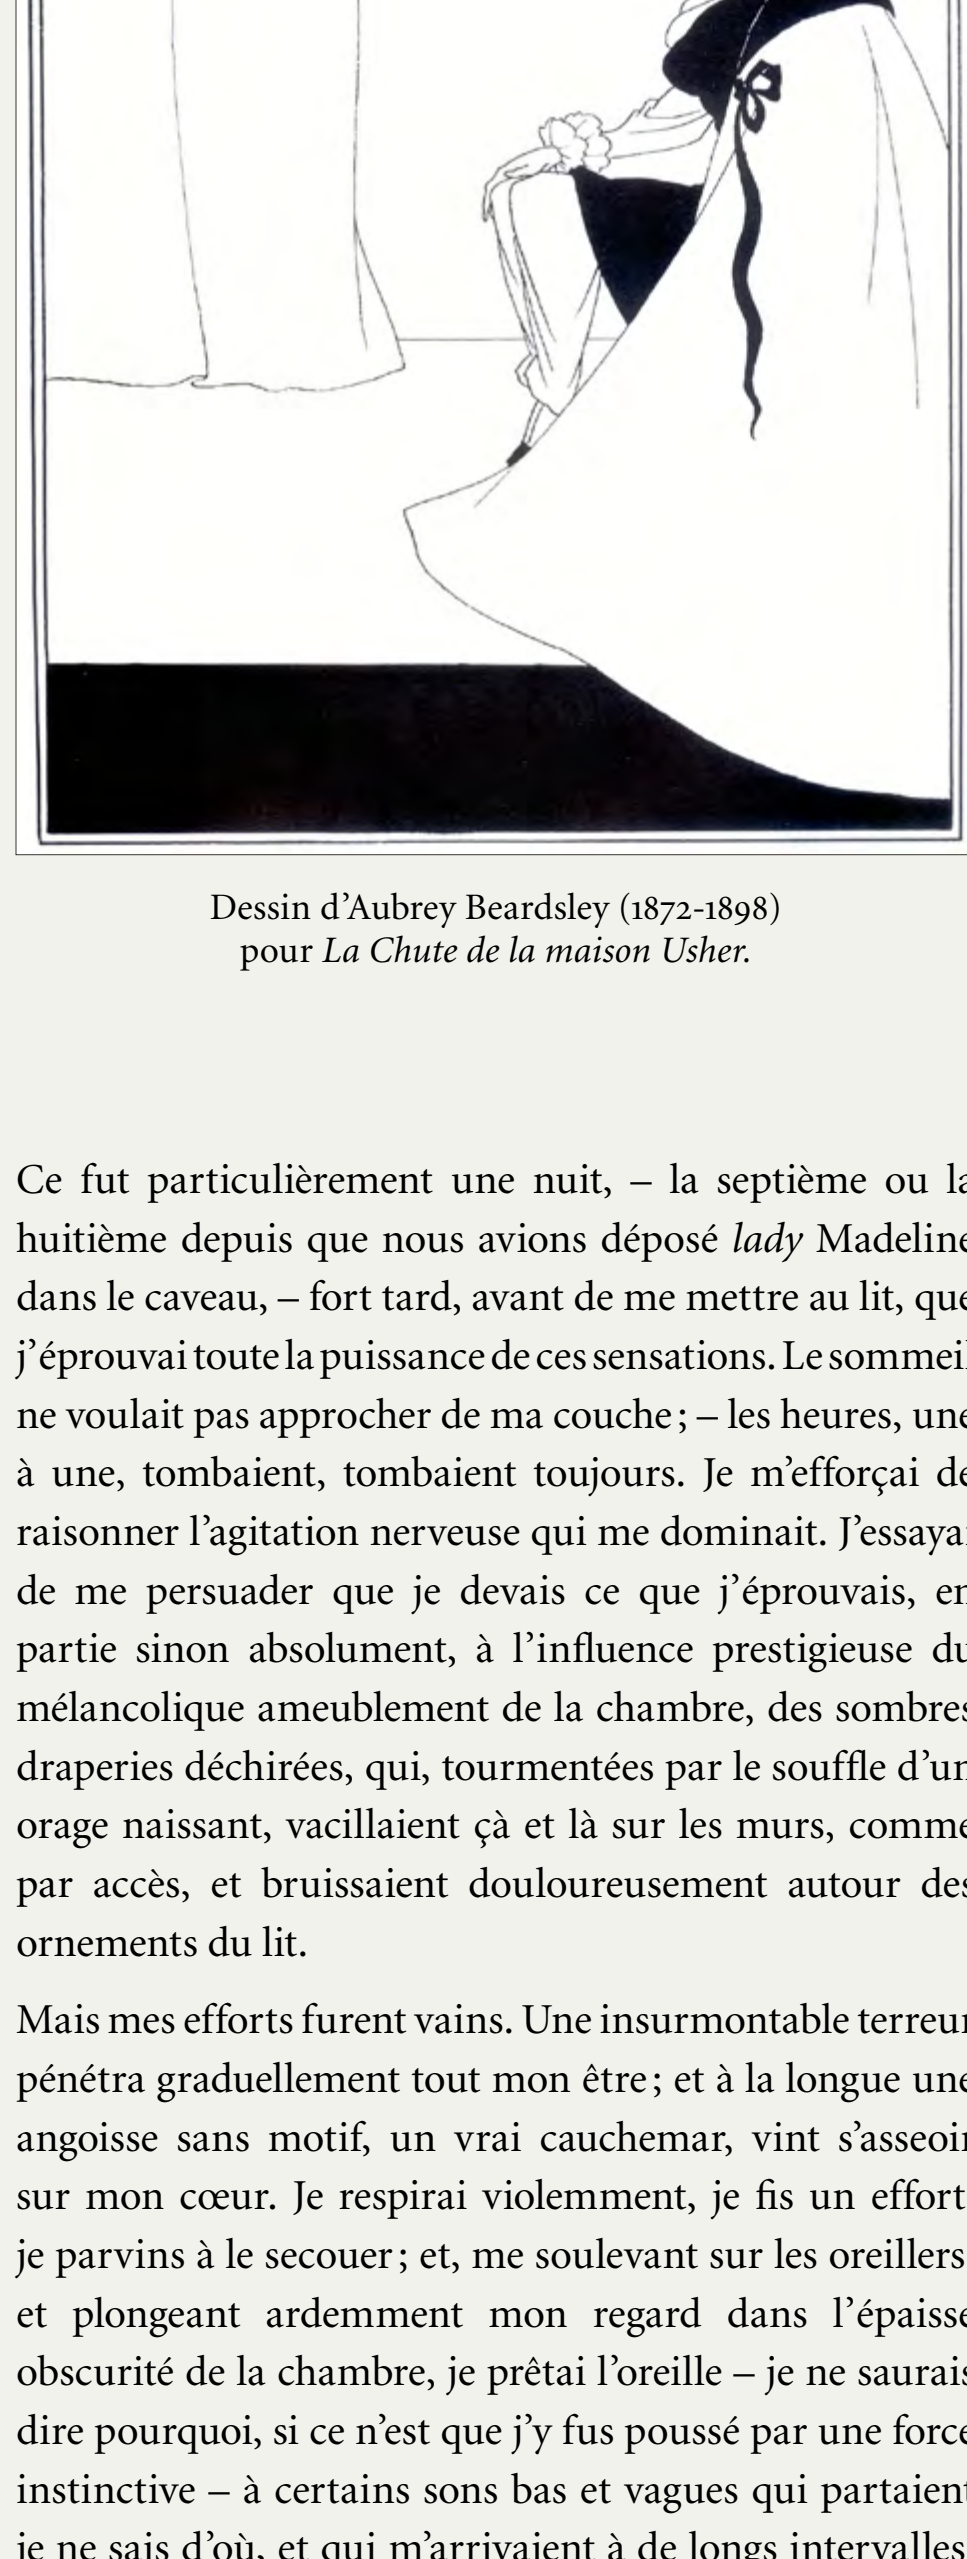 Dessin d’Aubrey Beardsley (1872-1898)
pour La Chute de la maison Usher.
Ce fut particulièrement une nuit, – la septième ou la
huitième depuis que nous avions déposé lady Madeline
dans le caveau, – fort tard, avant de me mettre au lit, que
j’éprouvai toute la puissance de ces sensations. Le sommeil
ne voulait pas approcher de ma couche ; – les heures, une
à une, tombaient, tombaient toujours. Je m’efforçai de
raisonner l’agitation nerveuse qui me dominait. J’essayai
de me persuader que je devais ce que j’éprouvais, en
partie sinon absolument, à l’influence prestigieuse du
mélancolique ameublement de la chambre, des sombres
draperies déchirées, qui, tourmentées par le souffle d’un
orage naissant, vacillaient çà et là sur les murs, comme
par accès, et bruissaient douloureusement autour des
ornements du lit.
Mais mes efforts furent vains. Une insurmontable terreur
pénétra graduellement tout mon être ; et à la longue une
angoisse sans motif, un vrai cauchemar, vint s’asseoir
sur mon cœur. Je respirai violemment, je fis un effort
je parvins à le secouer ; et, me soulevant sur les oreillers
et plongeant ardemment mon regard dans l’épaisse
obscurité de la chambre, je prêtai l’oreille – je ne saurais
dire pourquoi, si ce n’est que j’y fus poussé par une force
instinctive – à certains sons bas et vagues qui partaient
je ne sais d’où, et qui m’arrivaient à de longs intervalles